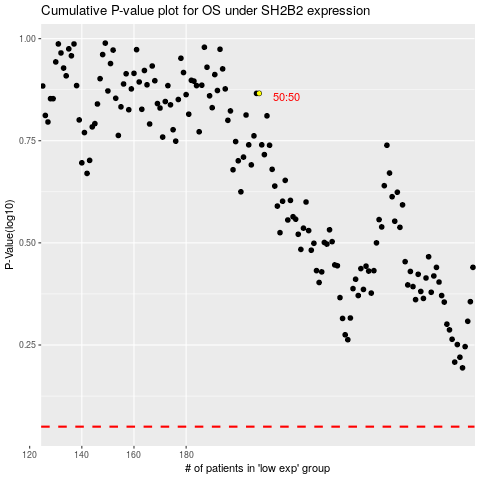 Cumulative P-value plot for OS under SH2B2 expression
1.00
50:50
0.75
P-Value(log10)
0.50
0.25
120 140 160 180
# of patients in 'low exp' group